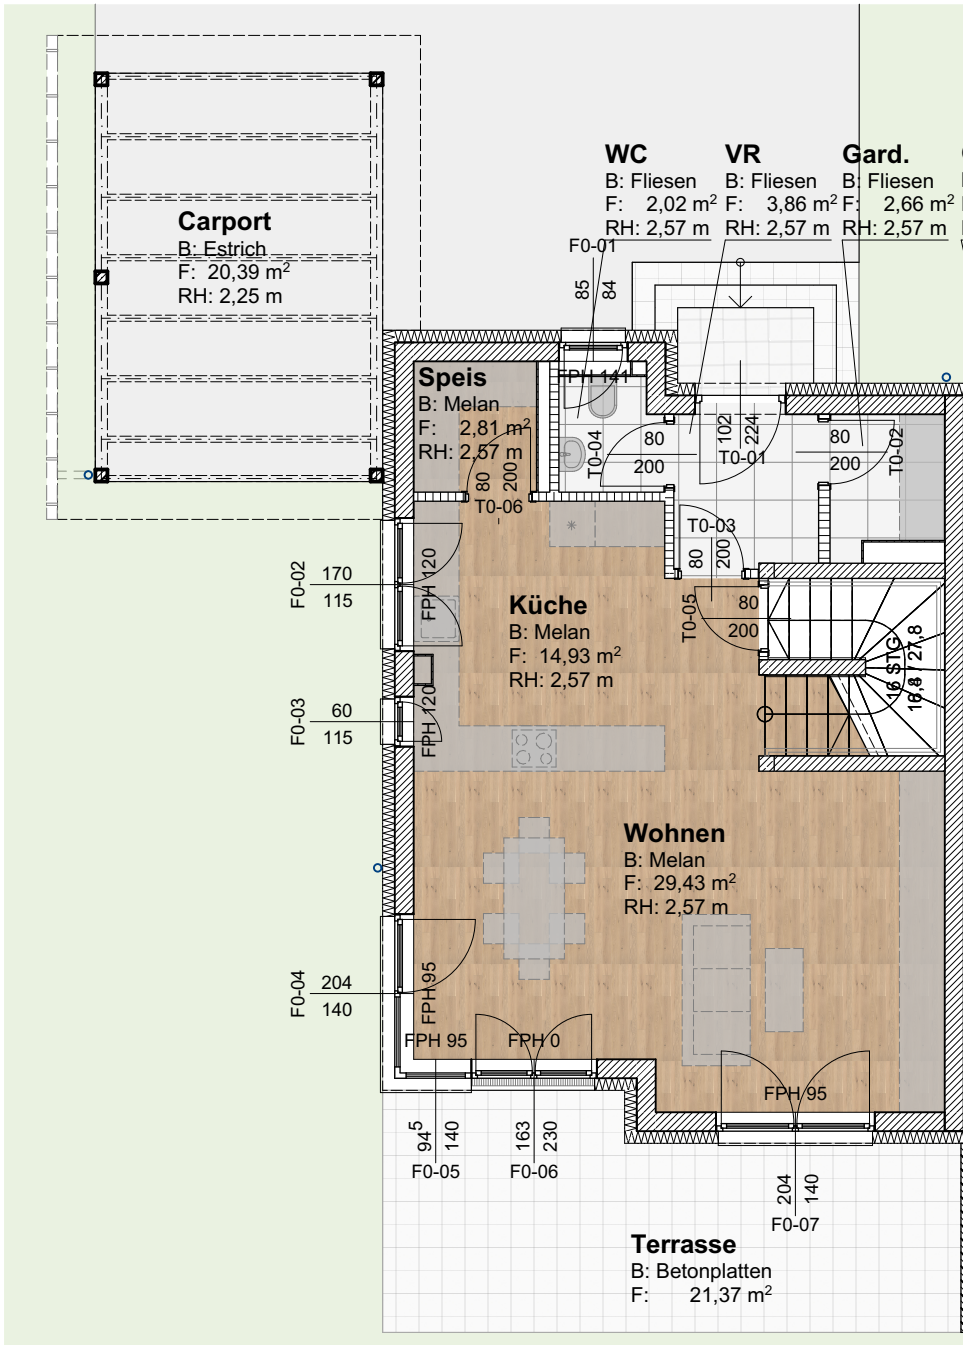 WC
B: Fliesen
F: 2,02 m²
RH: 2,57 m
VR
B: Fliesen
F: 3,86 m²
RH: 2,57 m
Gard.
B: Fliesen
F: 2,66 m²
RH: 2,57 m
Carport
B: Estrich
F: 20,39 m²
RH: 2,25 m
F0-01
85
84
FPH 141
Speis
B: Melan
F: 2,81 m²
RH: 2,57 m
80
200
T0-06
T0-04
80
200
102
224
T0-01
80
200
T0-02
T0-03
80
200
T0-05
80
200
F0-02
170
115
FPH 120
Küche
B: Melan
F: 14,93 m²
RH: 2,57 m
16 STG
/ 27,8
F0-03
60
115
FPH 120
Wohnen
B: Melan
F: 29,43 m²
RH: 2,57 m
F0-04
204
140
FPH 95
FPH 95
FPH 0
FPH 95
94⁵
140
F0-05
163
230
F0-06
204
140
F0-07
Terrasse
B: Betonplatten
F: 21,37 m²